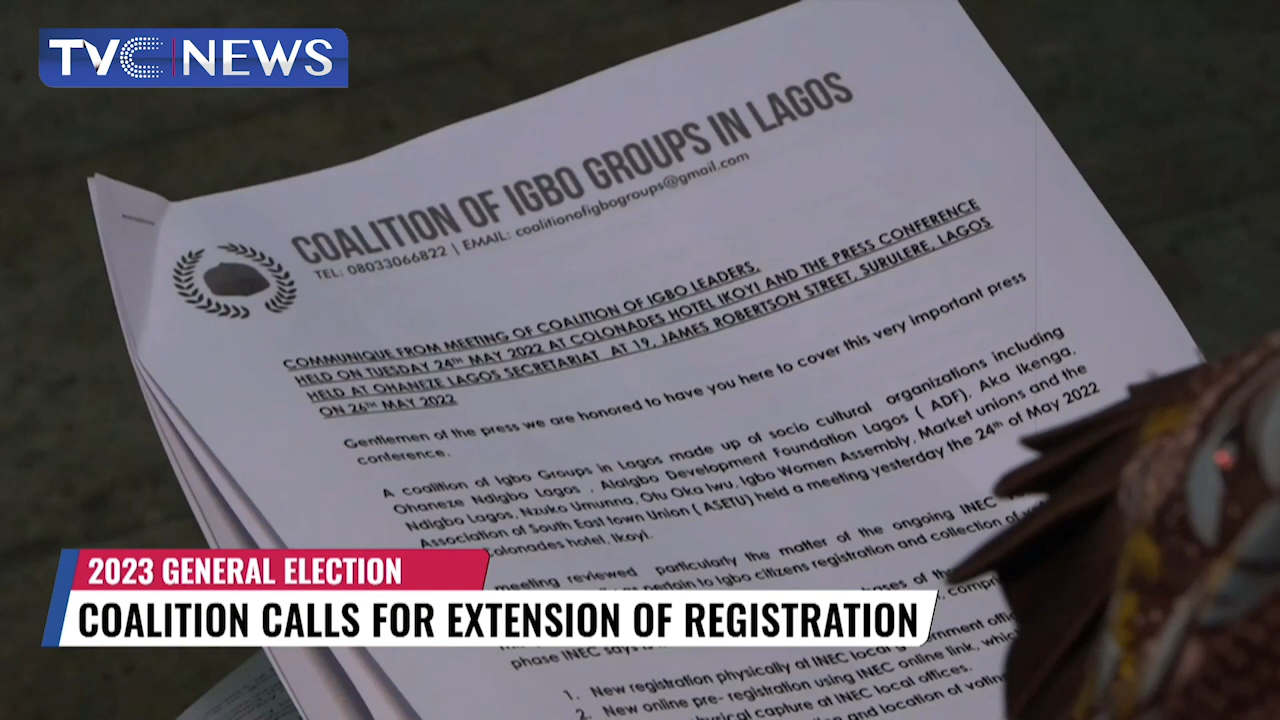 TVC NEWS
COALITION OF IGBO GROUPS IN LAGOS
TEL: 08033066822 | EMAIL: coalitionofigbogroups@gmail.com
COMMUNIQUE FROM MEETING OF COALITION OF IGBO LEADERS,
HELD ON TUESDAY 24TH MAY 2022 AT COLONADES HOTEL IKOYI AND THE PRESS CONFERENCE
HELD AT OHANEZE LAGOS SECRETARIAT AT 19, JAMES ROBERTSON STREET, SURULERE, LAGOS
ON 26TH MAY 2022
Gentlemen of the press we are honored to have you here to cover this very important press
conference.
A coalition of Igbo Groups in Lagos made up of socio cultural organizations including
Ohaneze Ndigbo Lagos , Alaigbo Development Foundation Lagos ( ADF), Aka Ikenga,
Ndigbo Lagos, Nzuko Umunna, Otu Oka Iwu, Igbo Women Assembly, Market unions and the
Association of South East town Union ( ASETU) held a meeting yesterday the 24th of May 2022
Colonades hotel, Ikoyi.
meeting reviewed particularly the matter of the ongoing INEC
pertain to Igbo citizens registration and collection of
phase INEC says
1. New registration physically at INEC local government
2. New online pre- registration using INEC online link,
physical capture at INEC local offices.
and location of
2023 GENERAL ELECTION
COALITION CALLS FOR EXTENSION OF REGISTRATION